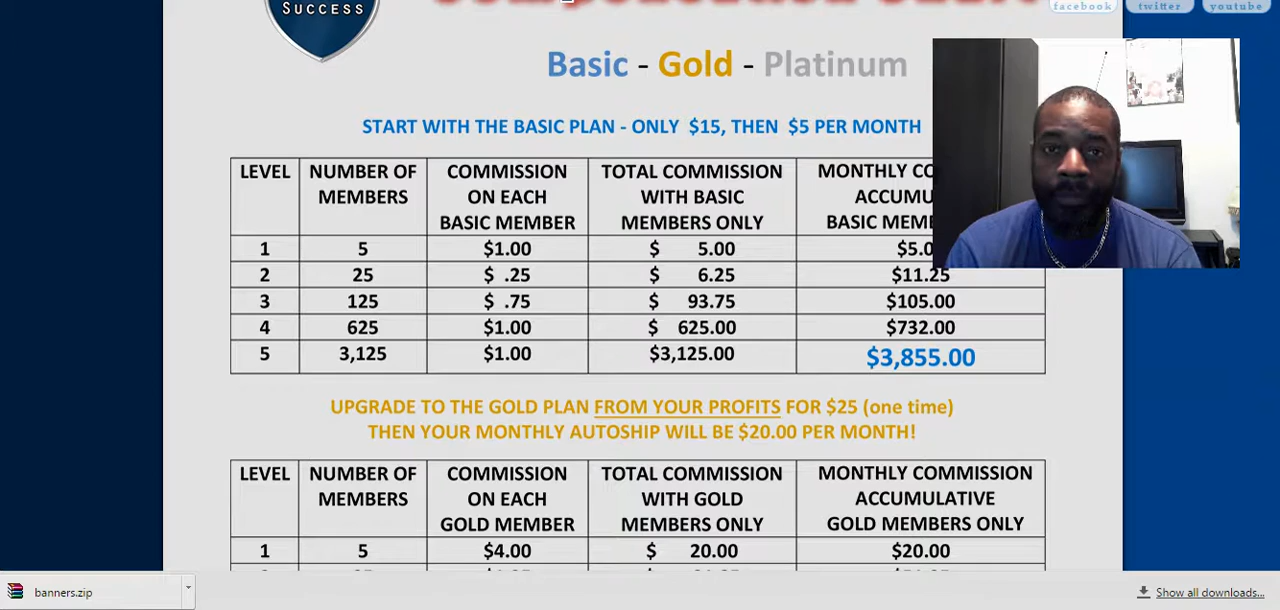 SUCCESS
facebook twitter youtube
Basic - Gold - Platinum
START WITH THE BASIC PLAN - ONLY $15, THEN $5 PER MONTH
LEVEL NUMBER OF MEMBERS COMMISSION ON EACH BASIC MEMBER TOTAL COMMISSION WITH BASIC MEMBERS ONLY MONTHLY
1 5 $1.00 $ 5.00
2 25 $ .25 $ 6.25 $11.25
3 125 $ .75 $ 93.75 $105.00
4 625 $1.00 $ 625.00 $732.00
5 3,125 $1.00 $3,125.00 $3,855.00
UPGRADE TO THE GOLD PLAN FROM YOUR PROFITS FOR $25 (one time)
THEN YOUR MONTHLY AUTOSHIP WILL BE $20.00 PER MONTH!
LEVEL NUMBER OF MEMBERS COMMISSION ON EACH GOLD MEMBER TOTAL COMMISSION WITH GOLD MEMBERS ONLY MONTHLY COMMISSION ACCUMULATIVE GOLD MEMBERS ONLY
1 5 $4.00 $ 20.00 $20.00
banners.zip
Show all downloads...